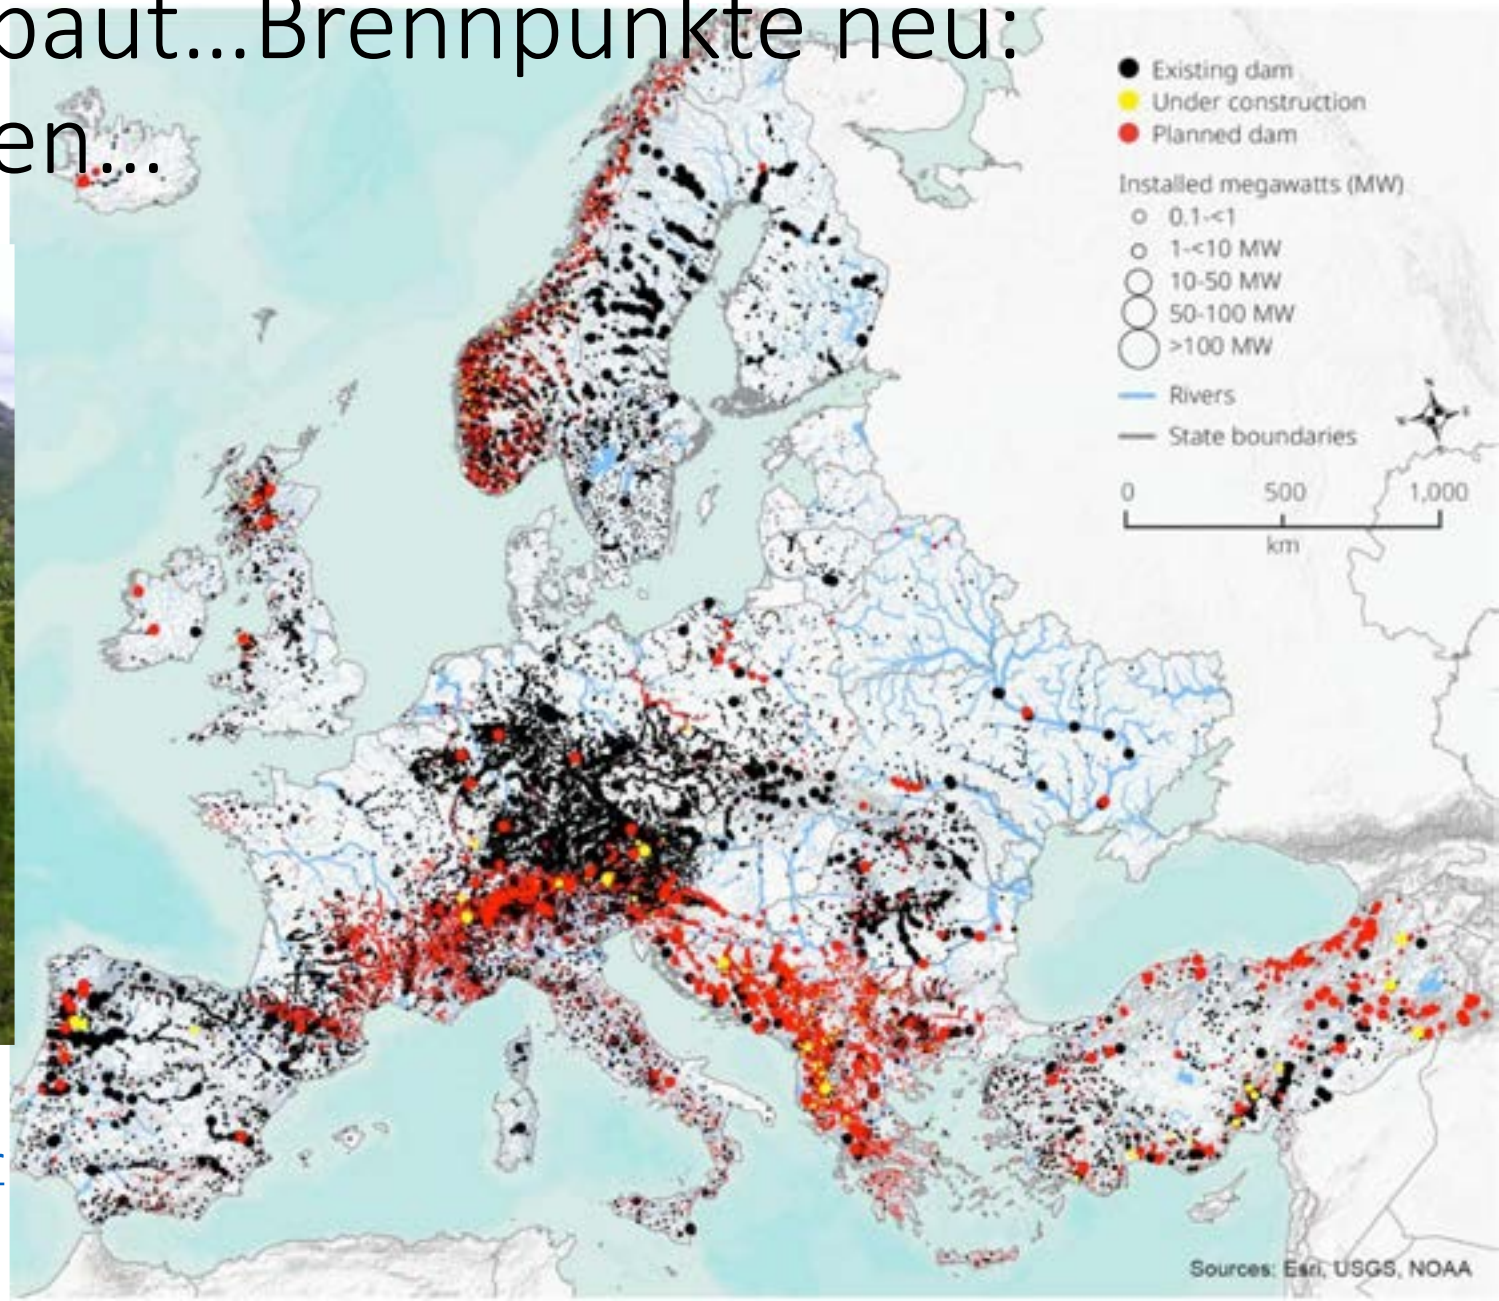 baut...Brennpunkte neu:
en...
Existing dam
Under construction
Planned dam
Installed megawatts (MW)
0.1-<1
1-<10 MW
10-50 MW
50-100 MW
>100 MW
Rivers
State boundaries
0 500 1,000
km
Sources: Esri, USGS, NOAA